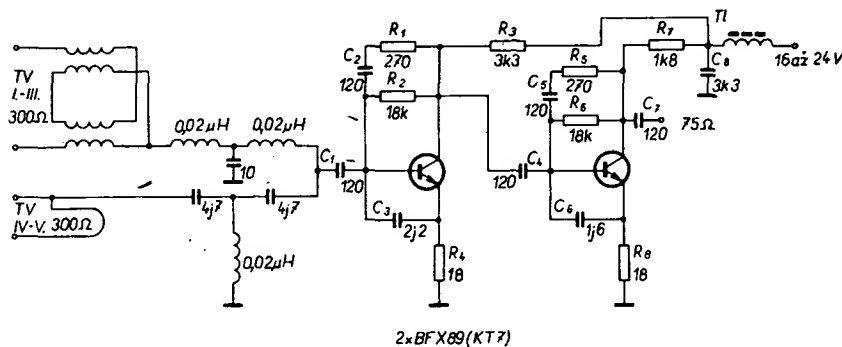 TV
I.-III.
300Ω
0,02μH
0,02μH
10
4j7
4j7
TV
IV-V. 300Ω
0,02μH
C1
120
C2
120
R1
270
R2
18k
C3
2j2
R4
18
R3
3k3
C4
120
C5
120
R5
270
R6
18k
C6
1j6
R8
18
R7
1k8
C7
120
75Ω
Tl
C8
3k3
16 až 24 V
2xBFX89(KT7)